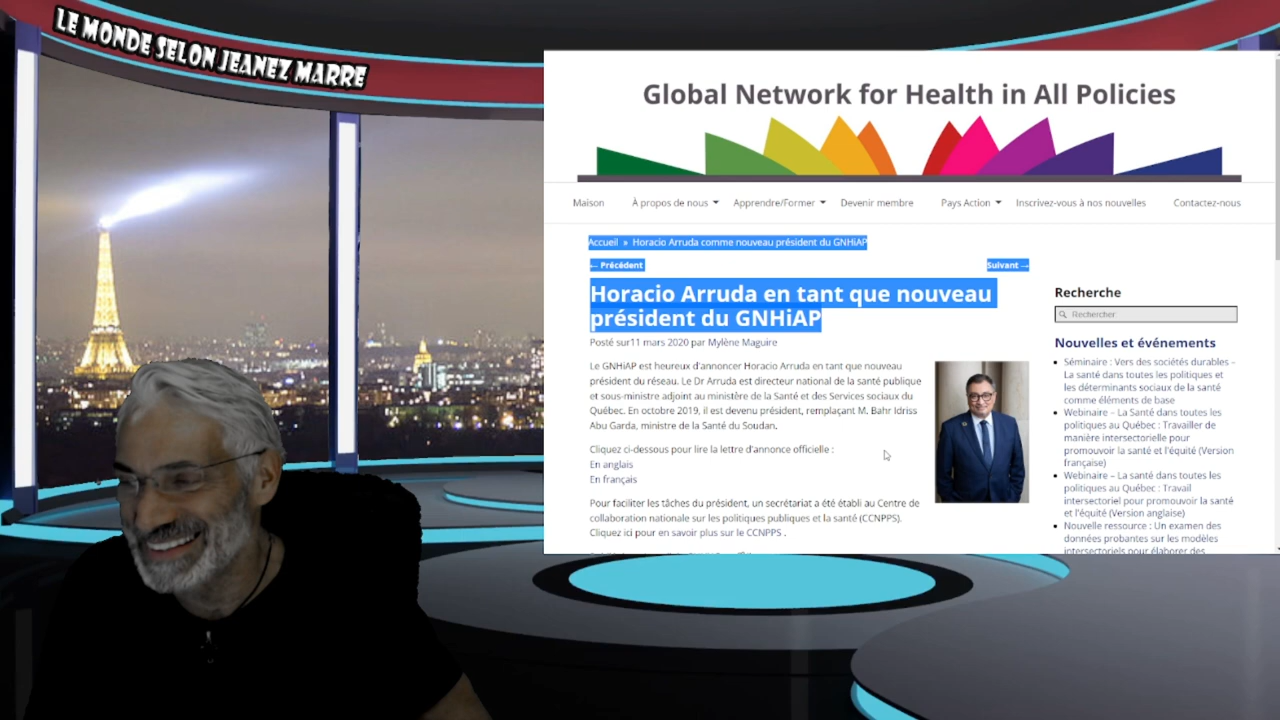 LE MONDE SELON JEANEZ MARRE
Global Network for Health in All Policies
Maison À propos de nous Apprendre/Former Devenir membre Pays Action Inscrivez-vous à nos nouvelles Contactez-nous
Accueil » Horacio Arruda comme nouveau président du GNHiAP
← Précédent Suivant →
Horacio Arruda en tant que nouveau
président du GNHiAP
Posté sur11 mars 2020 par Mylène Maguire
Le GNHiAP est heureux d'annoncer Horacio Arruda en tant que nouveau
président du réseau. Le Dr Arruda est directeur national de la santé publique
et sous-ministre adjoint au ministère de la Santé et des Services sociaux du
Québec. En octobre 2019, il est devenu président, remplaçant M. Bahr Idriss
Abu Garda, ministre de la Santé du Soudan.
Cliquez ci-dessous pour lire la lettre d'annonce officielle :
En anglais
En français
Pour faciliter les tâches du président, un secrétariat a été établi au Centre de
collaboration nationale sur les politiques publiques et la santé (CCNPPS).
Cliquez ici pour en savoir plus sur le CCNPPS .
Recherche
Rechercher
Nouvelles et événements
Séminaire : Vers des sociétés durables –
La santé dans toutes les politiques et
les déterminants sociaux de la santé
comme éléments de base
Webinaire – La Santé dans toutes les
politiques au Québec : Travailler de
manière intersectorielle pour
promouvoir la santé et l'équité (Version
française)
Webinaire – La santé dans toutes les
politiques au Québec : Travail
intersectoriel pour promouvoir la santé
et l'équité (Version anglaise)
Nouvelle ressource : Un examen des
données probantes sur les modèles
intersectoriels pour élaborer des